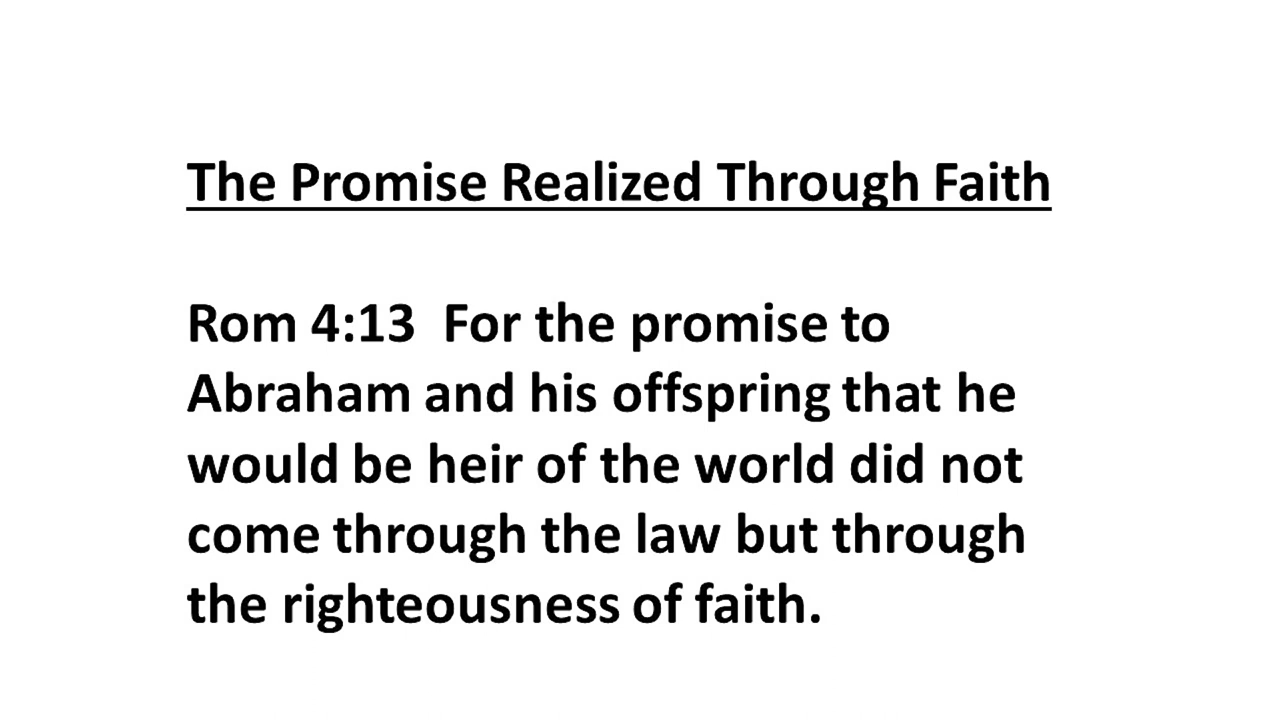 The Promise Realized Through Faith
Rom 4:13  For the promise to
Abraham and his offspring that he
would be heir of the world did not
come through the law but through
the righteousness of faith.